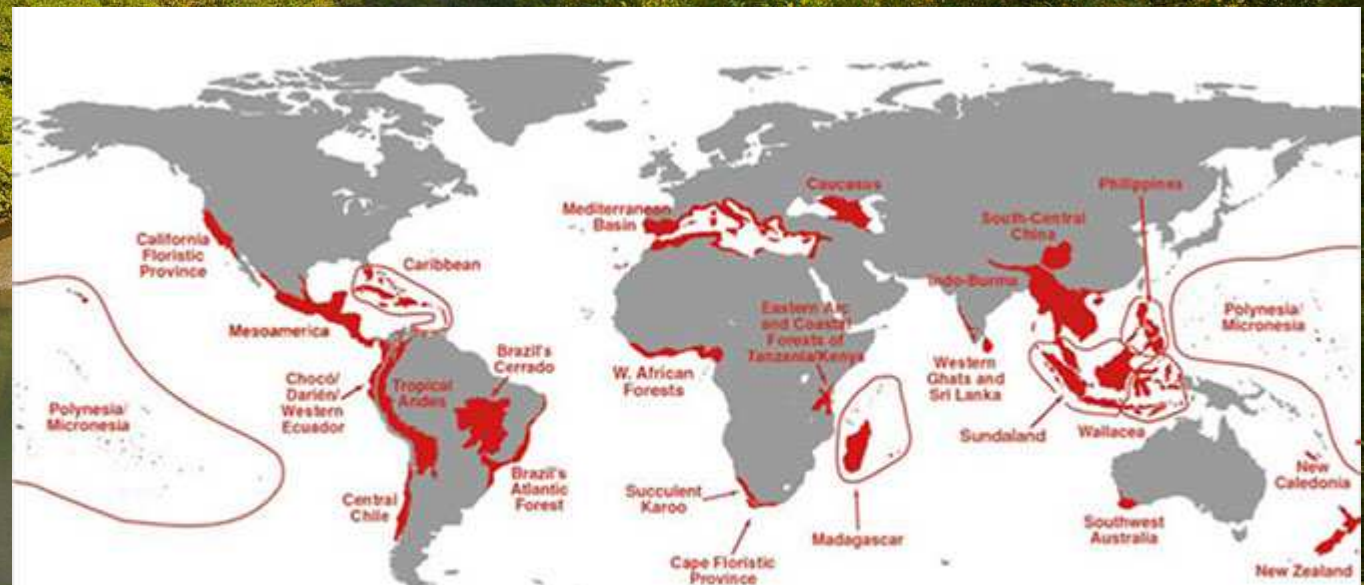 Caucasus
Philippines
Mediterranean
Basin
South-Central
China
California
Floristic
Province
Caribbean
Indo-Burma
Eastern Arc
and Coastal
Forests of
Tanzania/Kenya
Polynesia/
Micronesia
Mesoamerica
Brazil's
Cerrado
W. African
Forests
Western
Ghats and
Sri Lanka
Chocó/
Darién/
Western
Ecuador
Tropical
Andes
Polynesia/
Micronesia
Sundaland
Wallacea
Central
Chile
Brazil's
Atlantic
Forest
Succulent
Karoo
Madagascar
New
Caledonia
Southwest
Australia
Cape Floristic
Province
New Zealand